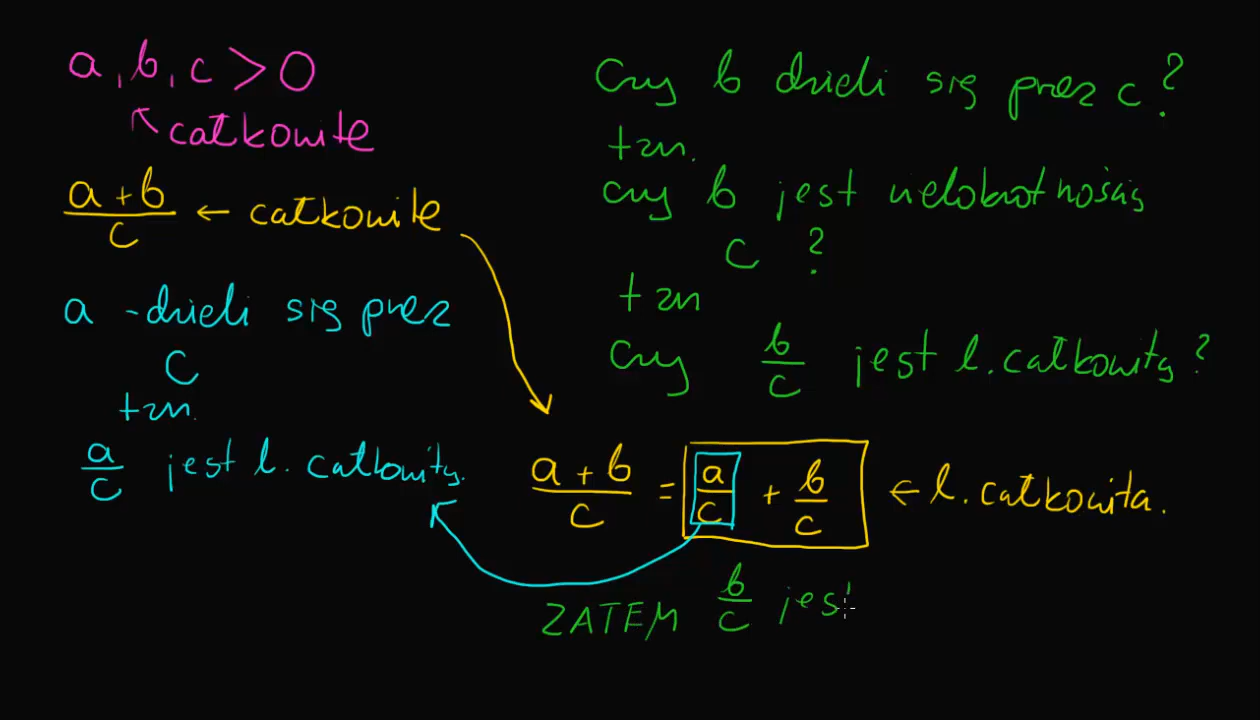 a, b, c > 0
↖ całkowite
a + b / c ← całkowite
a - dzieli się przez
c
tzn.
a / c jest l. całkowitą.
Czy b dzieli się przez c?
tzn.
czy b jest wielokrotnością
c ?
tzn
czy b / c jest l. całkowitą?
a + b / c = a / c + b / c ← l. całkowita.
ZATEM b / c jest